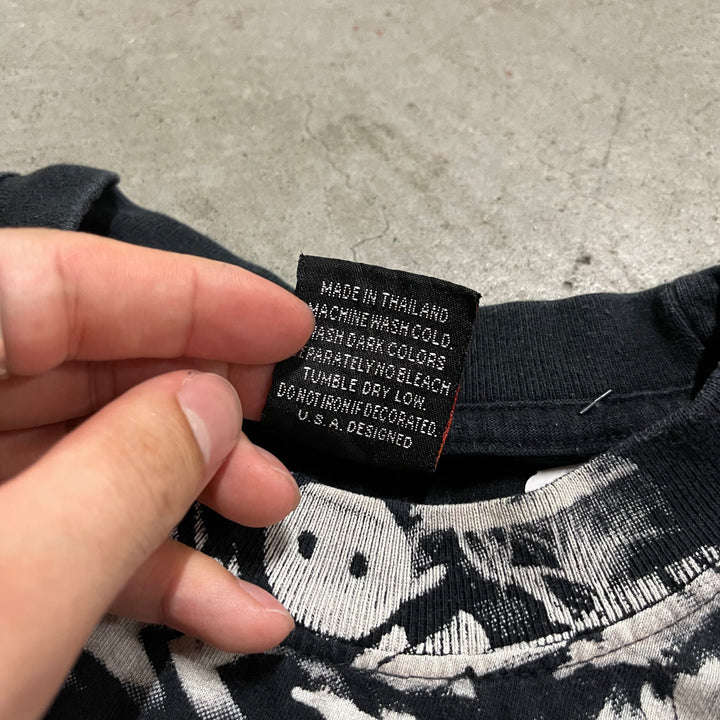 MADE IN THAILAND
MACHINE WASH COLD.
WASH DARK COLORS
SEPARATELY NO BLEACH
TUMBLE DRY LOW.
DO NOT IRON IF DECORATED.
U.S.A. DESIGNED